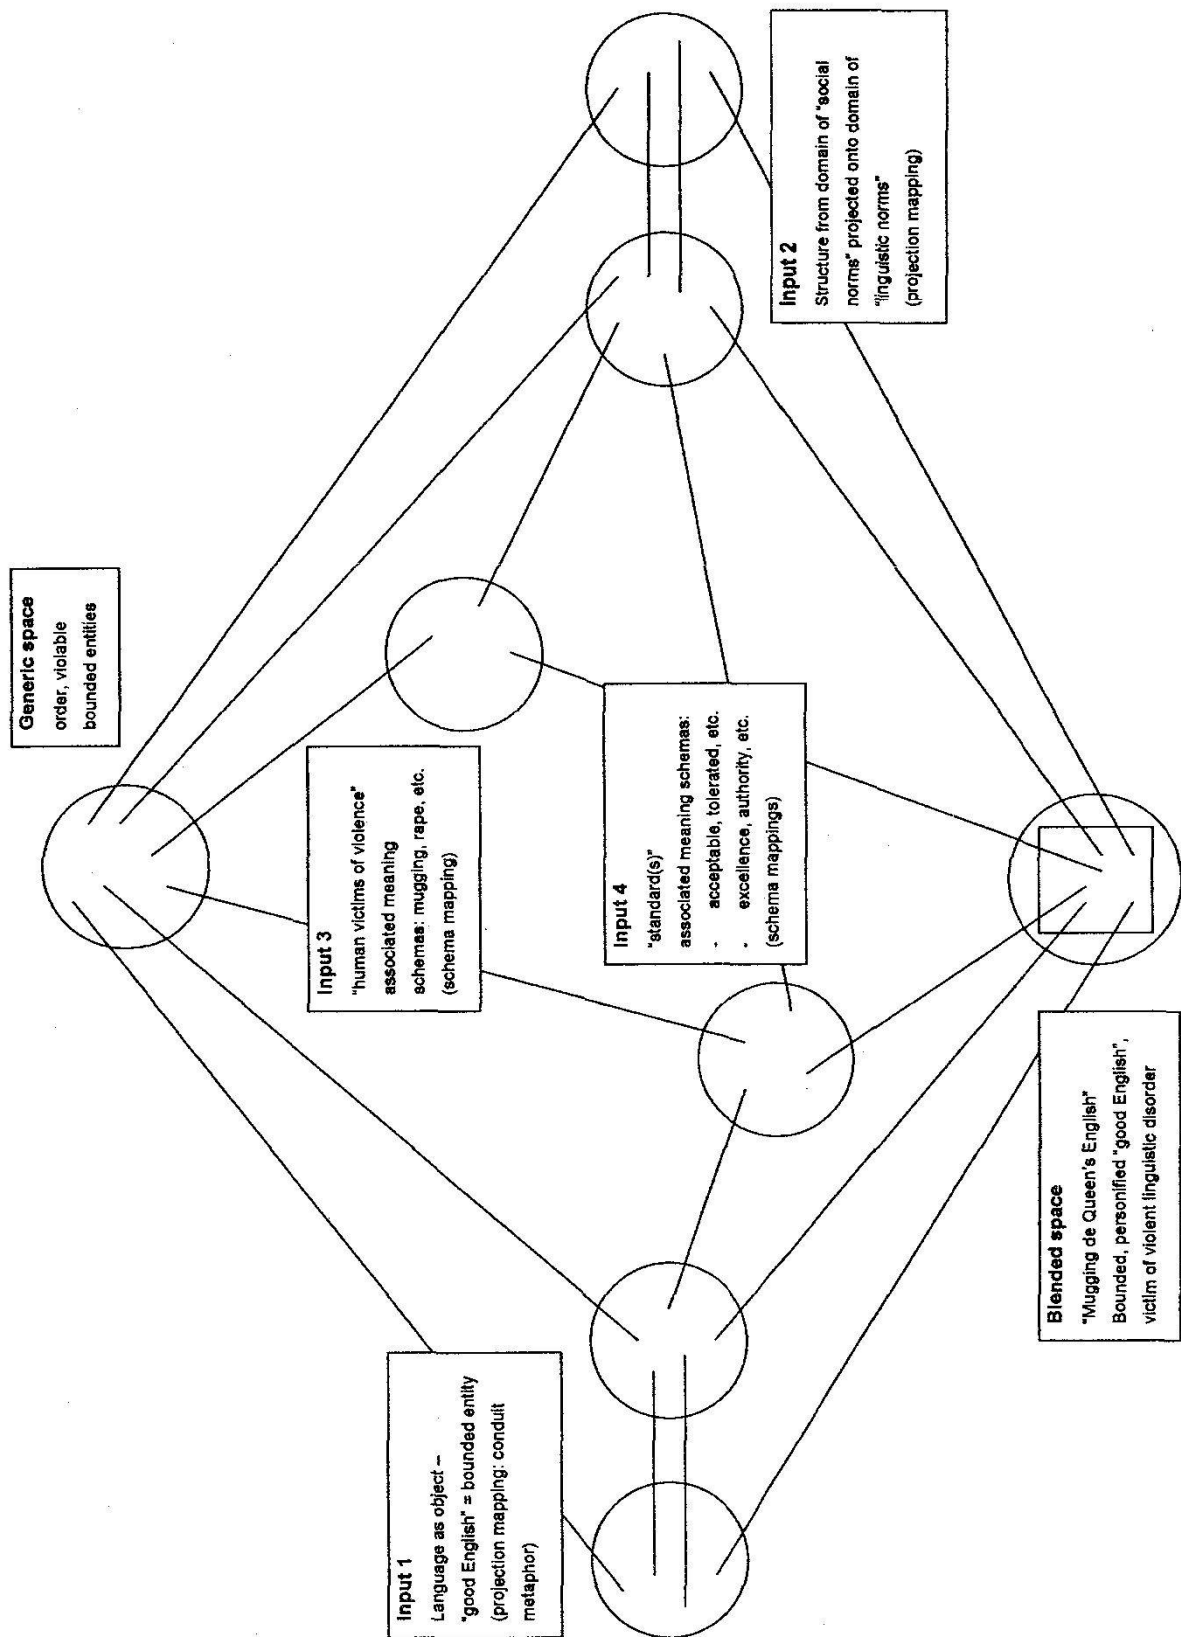 Generic space
order, violable
bounded entities
Input 1
Language as object –
"good English" = bounded entity
(projection mapping: conduit
metaphor)
Input 3
"human victims of violence"
associated meaning
schemas: mugging, rape, etc.
(schema mapping)
Input 4
"standard(s)"
associated meaning schemas:
- acceptable, tolerated, etc.
- excellence, authority, etc.
(schema mappings)
Input 2
Structure from domain of "social
norms" projected onto domain of
"linguistic norms"
(projection mapping)
Blended space
"Mugging de Queen's English"
Bounded, personified "good English",
victim of violent linguistic disorder